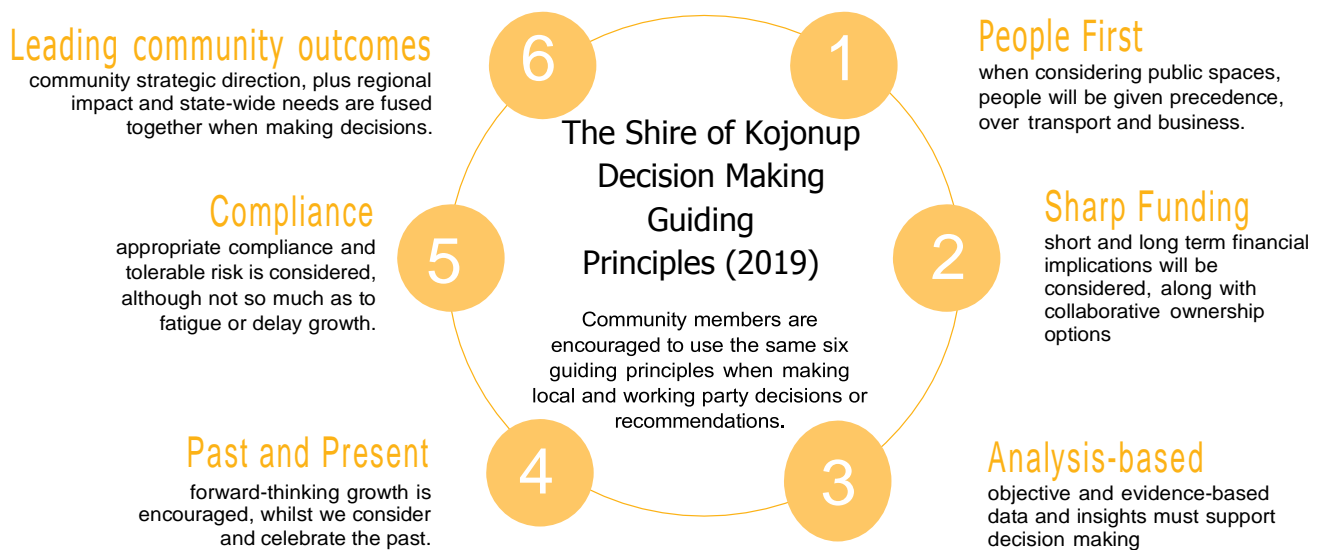 The Shire of Kojonup
Decision Making
Guiding
Principles (2019)
Community members are
encouraged to use the same six
guiding principles when making
local and working party decisions or
recommendations.
1
People First
when considering public spaces,
people will be given precedence,
over transport and business.
2
Sharp Funding
short and long term financial
implications will be
considered, along with
collaborative ownership
options
3
Analysis-based
objective and evidence-based
data and insights must support
decision making
4
Past and Present
forward-thinking growth is
encouraged, whilst we consider
and celebrate the past.
5
Compliance
appropriate compliance and
tolerable risk is considered,
although not so much as to
fatigue or delay growth.
6
Leading community outcomes
community strategic direction, plus regional
impact and state-wide needs are fused
together when making decisions.